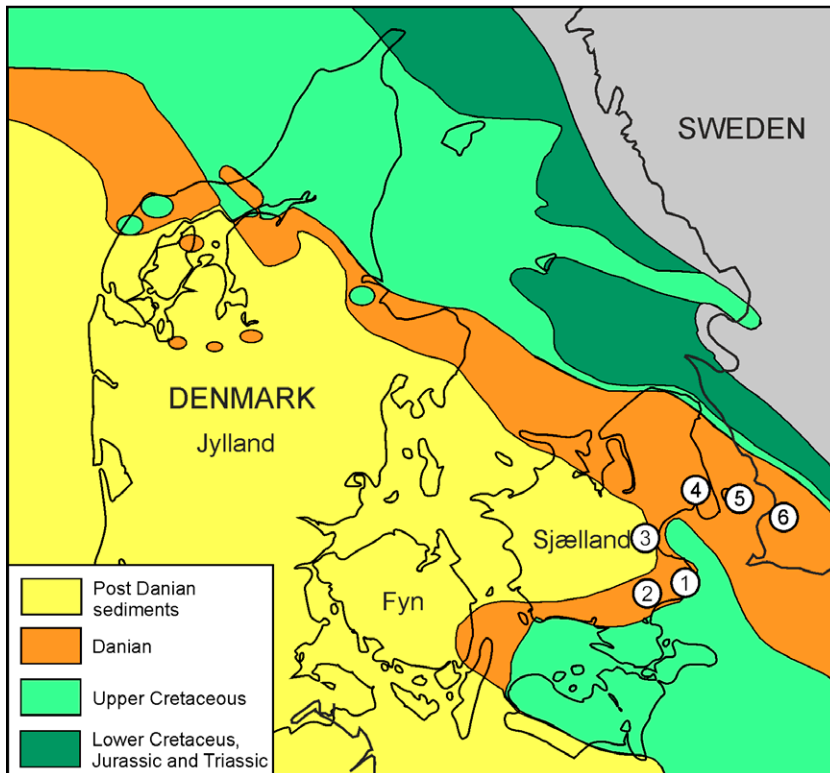 SWEDEN
DENMARK
Jylland
4
5
6
Sjælland
3
1
2
Fyn
Post Danian
sediments
Danian
Upper Cretaceous
Lower Cretaceus,
Jurassic and Triassic